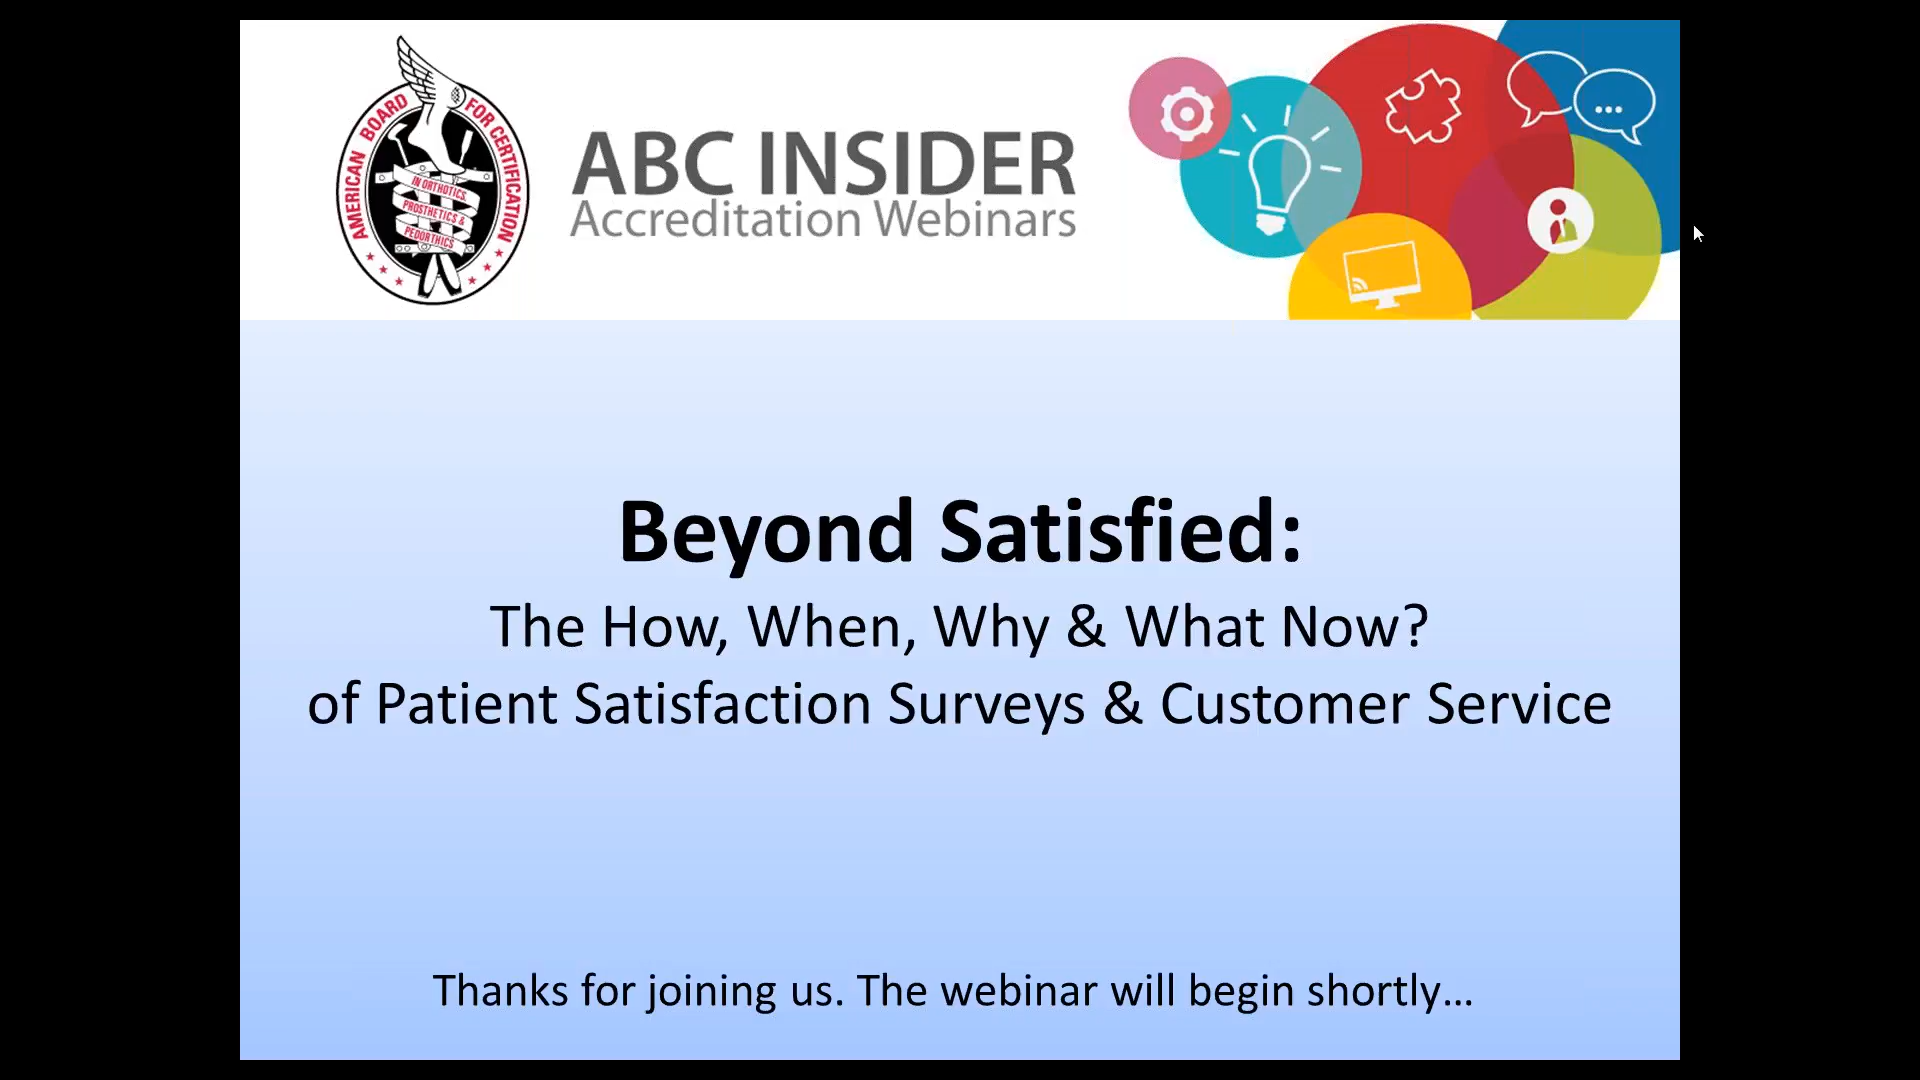 AMERICAN BOARD FOR CERTIFICATION
IN ORTHOTICS,
PROSTHETICS &
PEDORTHICS
ABC INSIDER
Accreditation Webinars
Beyond Satisfied:
The How, When, Why & What Now?
of Patient Satisfaction Surveys & Customer Service
Thanks for joining us. The webinar will begin shortly...